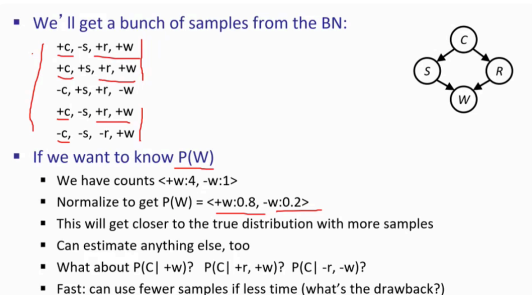 We'll get a bunch of samples from the BN:
+c, -s, +r, +w
+c, +s, +r, +w
-c, +s, +r, -w
+c, -s, +r, +w
-c, -s, -r, +w
C
S
R
W
If we want to know P(W)
We have counts <+w:4, -w:1>
Normalize to get P(W) = <+w:0.8, -w:0.2>
This will get closer to the true distribution with more samples
Can estimate anything else, too
What about P(C| +w)? P(C| +r, +w)? P(C| -r, -w)?
Fast: can use fewer samples if less time (what's the drawback?)